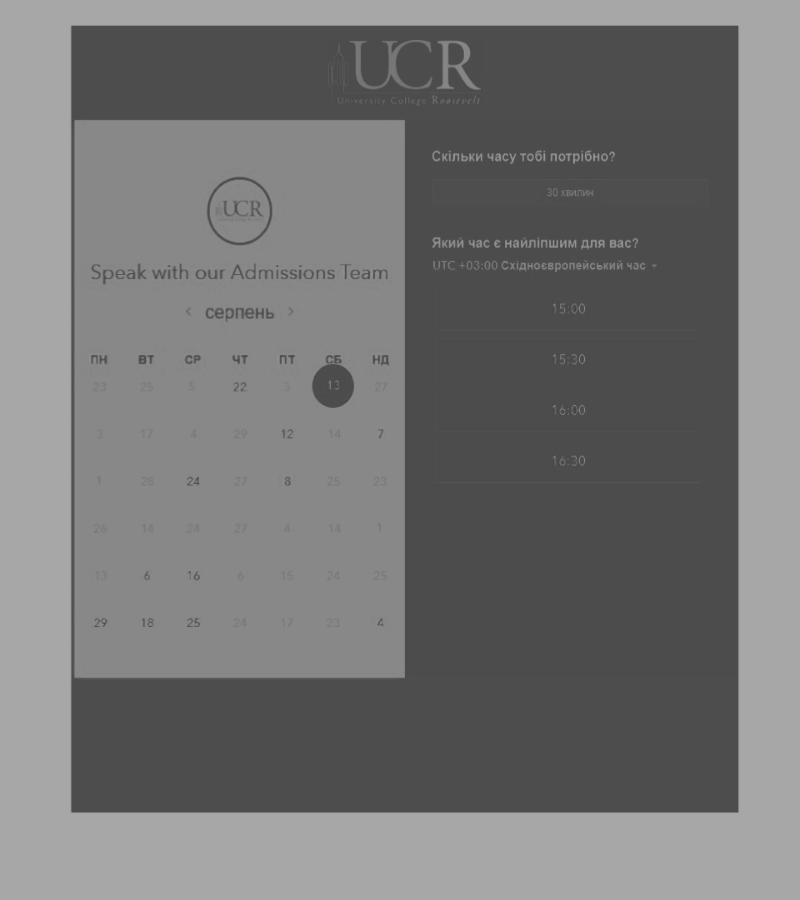 UCR
University College Roosevelt
UCR
Speak with our Admissions Team
< серпень >
ПН ВТ СР ЧТ ПТ СБ НД
23 25 5 22 3 13 27
3 17 4 29 12 14 7
1 28 24 27 8 25 23
26 14 24 27 4 14 1
13 6 16 6 15 24 25
29 18 25 24 17 23 4
Скільки часу тобі потрібно?
30 хвилин
Який час є найліпшим для вас?
UTC +03:00 Східноєвропейський час
15:00
15:30
16:00
16:30